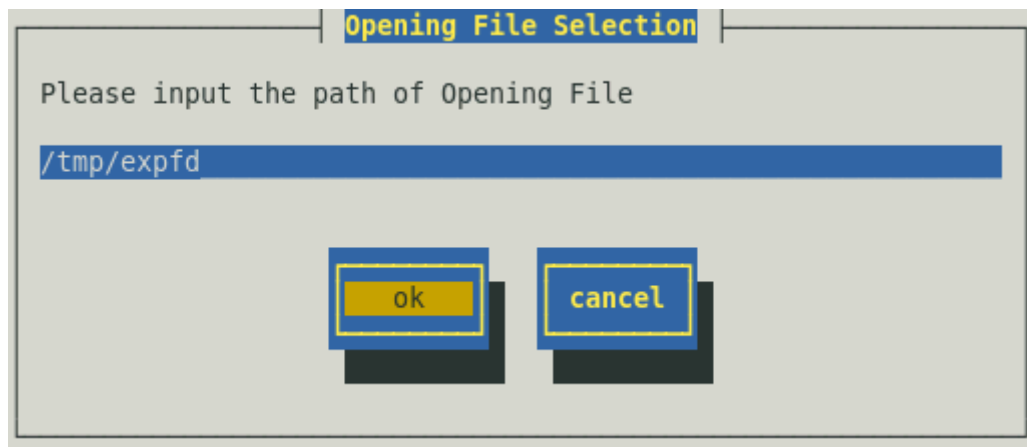 Opening File Selection
Please input the path of Opening File
/tmp/expfd
ok
cancel